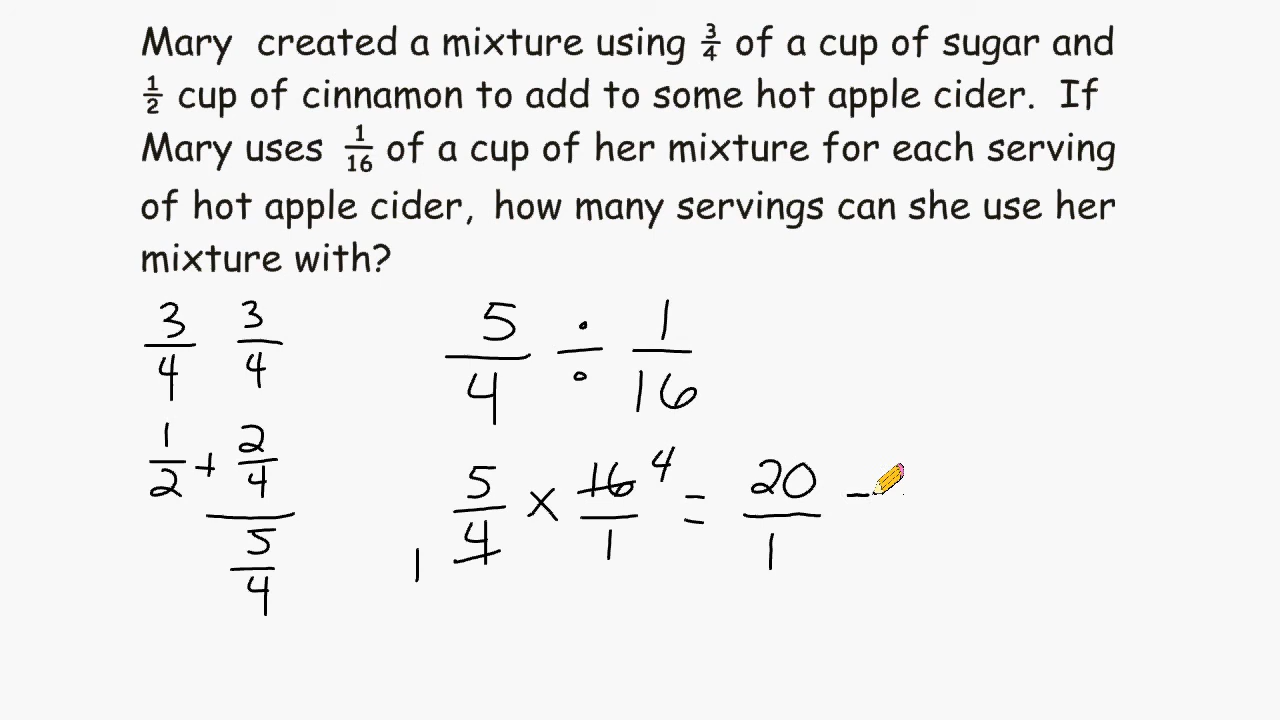 Mary created a mixture using 3/4 of a cup of sugar and
1/2 cup of cinnamon to add to some hot apple cider. If
Mary uses 1/16 of a cup of her mixture for each serving
of hot apple cider, how many servings can she use her
mixture with?
3/4 3/4
1/2 + 2/4
5/4
5/4 ÷ 1/16
1 5/4 × 16/1 4 = 20/1 -